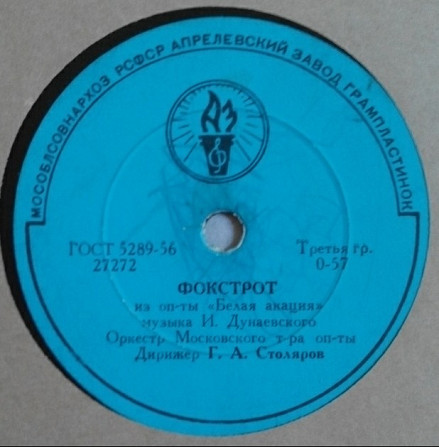 МОСОБЛСОВНАРХОЗ РСФСР АПРЕЛЕВСКИЙ ЗАВОД ГРАМПЛАСТИНОК
АЗ
ГОСТ 5289-56
27272
Третья гр.
0-57
ФОКСТРОТ
из оп-ты «Белая акация»
музыка И. Дунаевского
Оркестр Московского т-ра оп-ты
Дирижер Г. А. Столяров